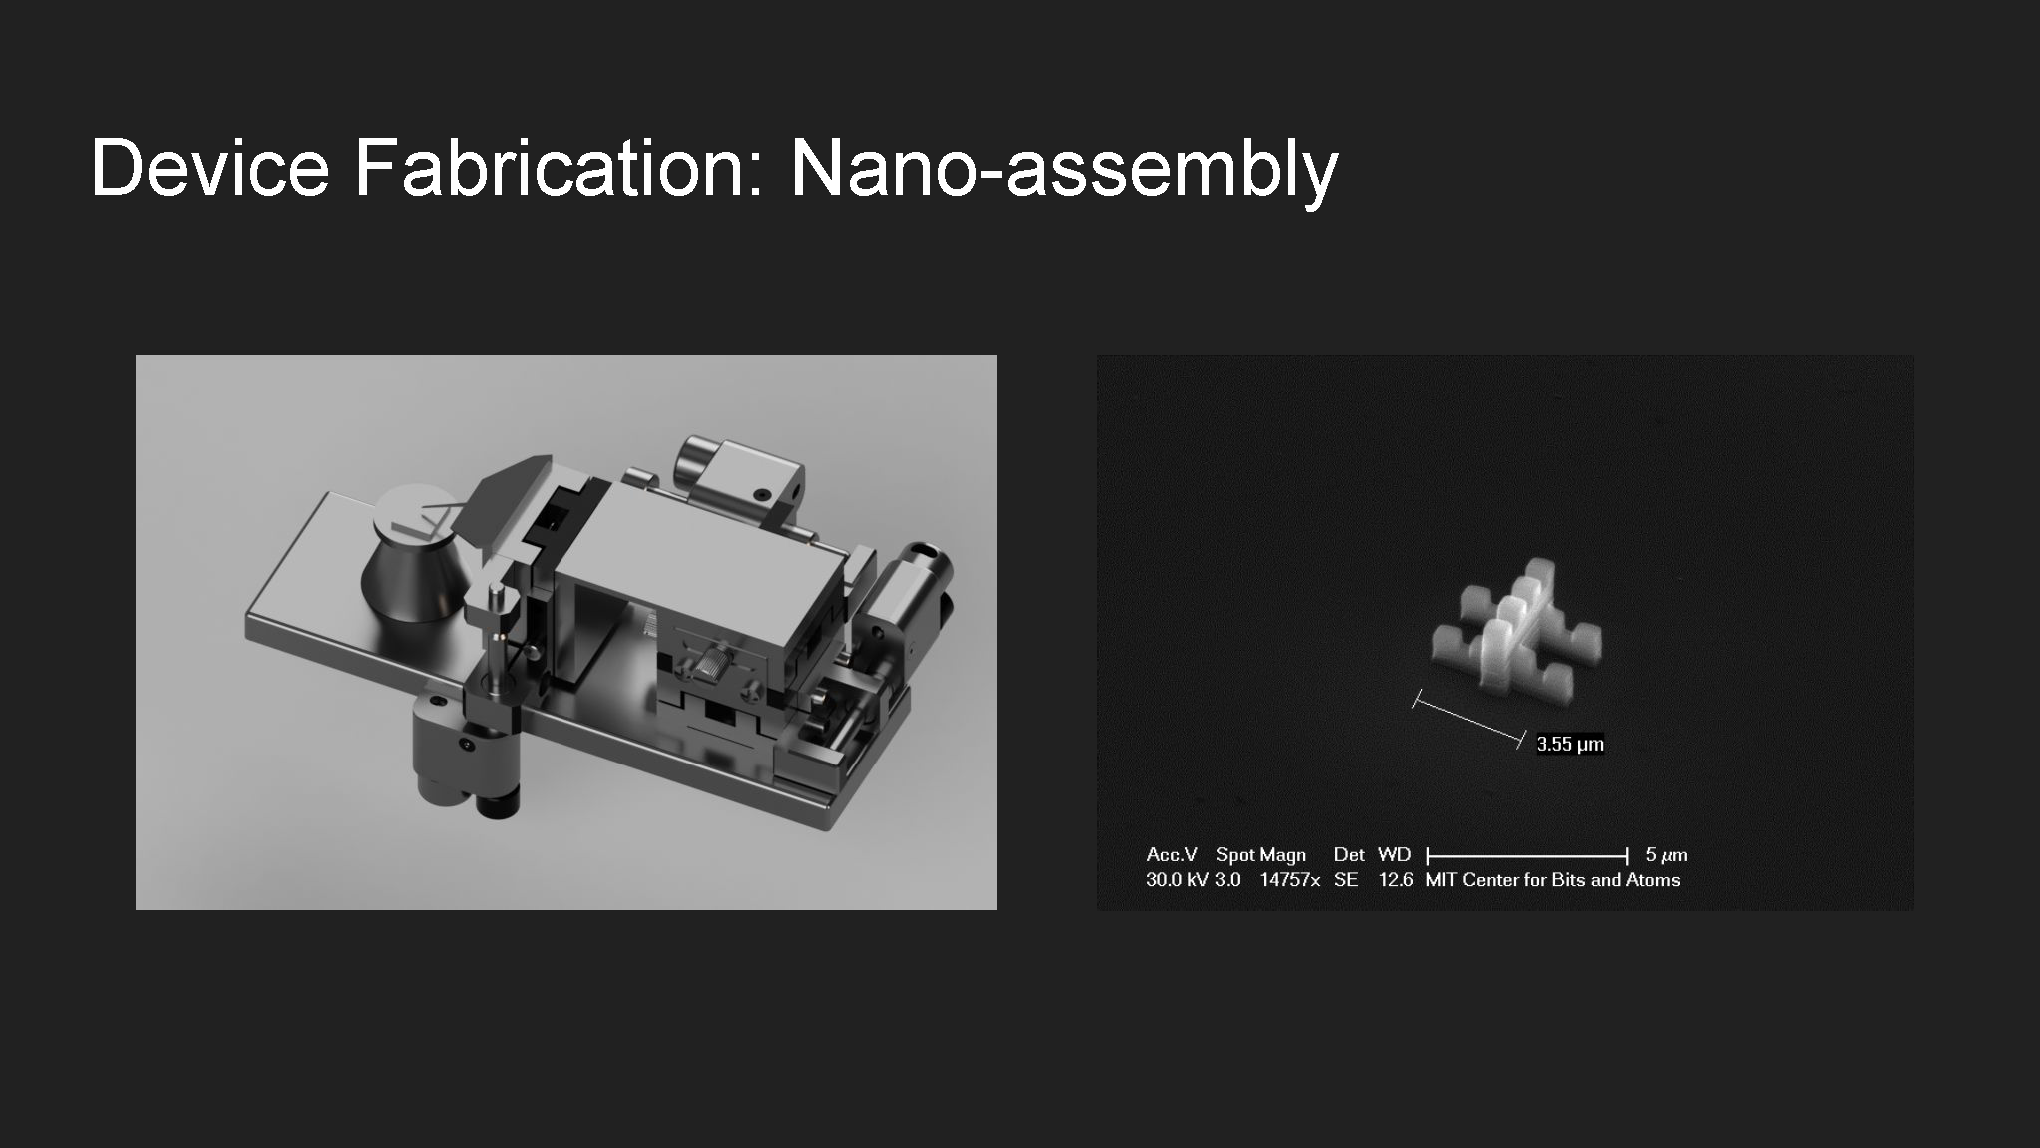 Device Fabrication: Nano-assembly
3.55 µm
Acc.V Spot Magn Det WD 5 µm
30.0 kV 3.0 14757x SE 12.6 MIT Center for Bits and Atoms